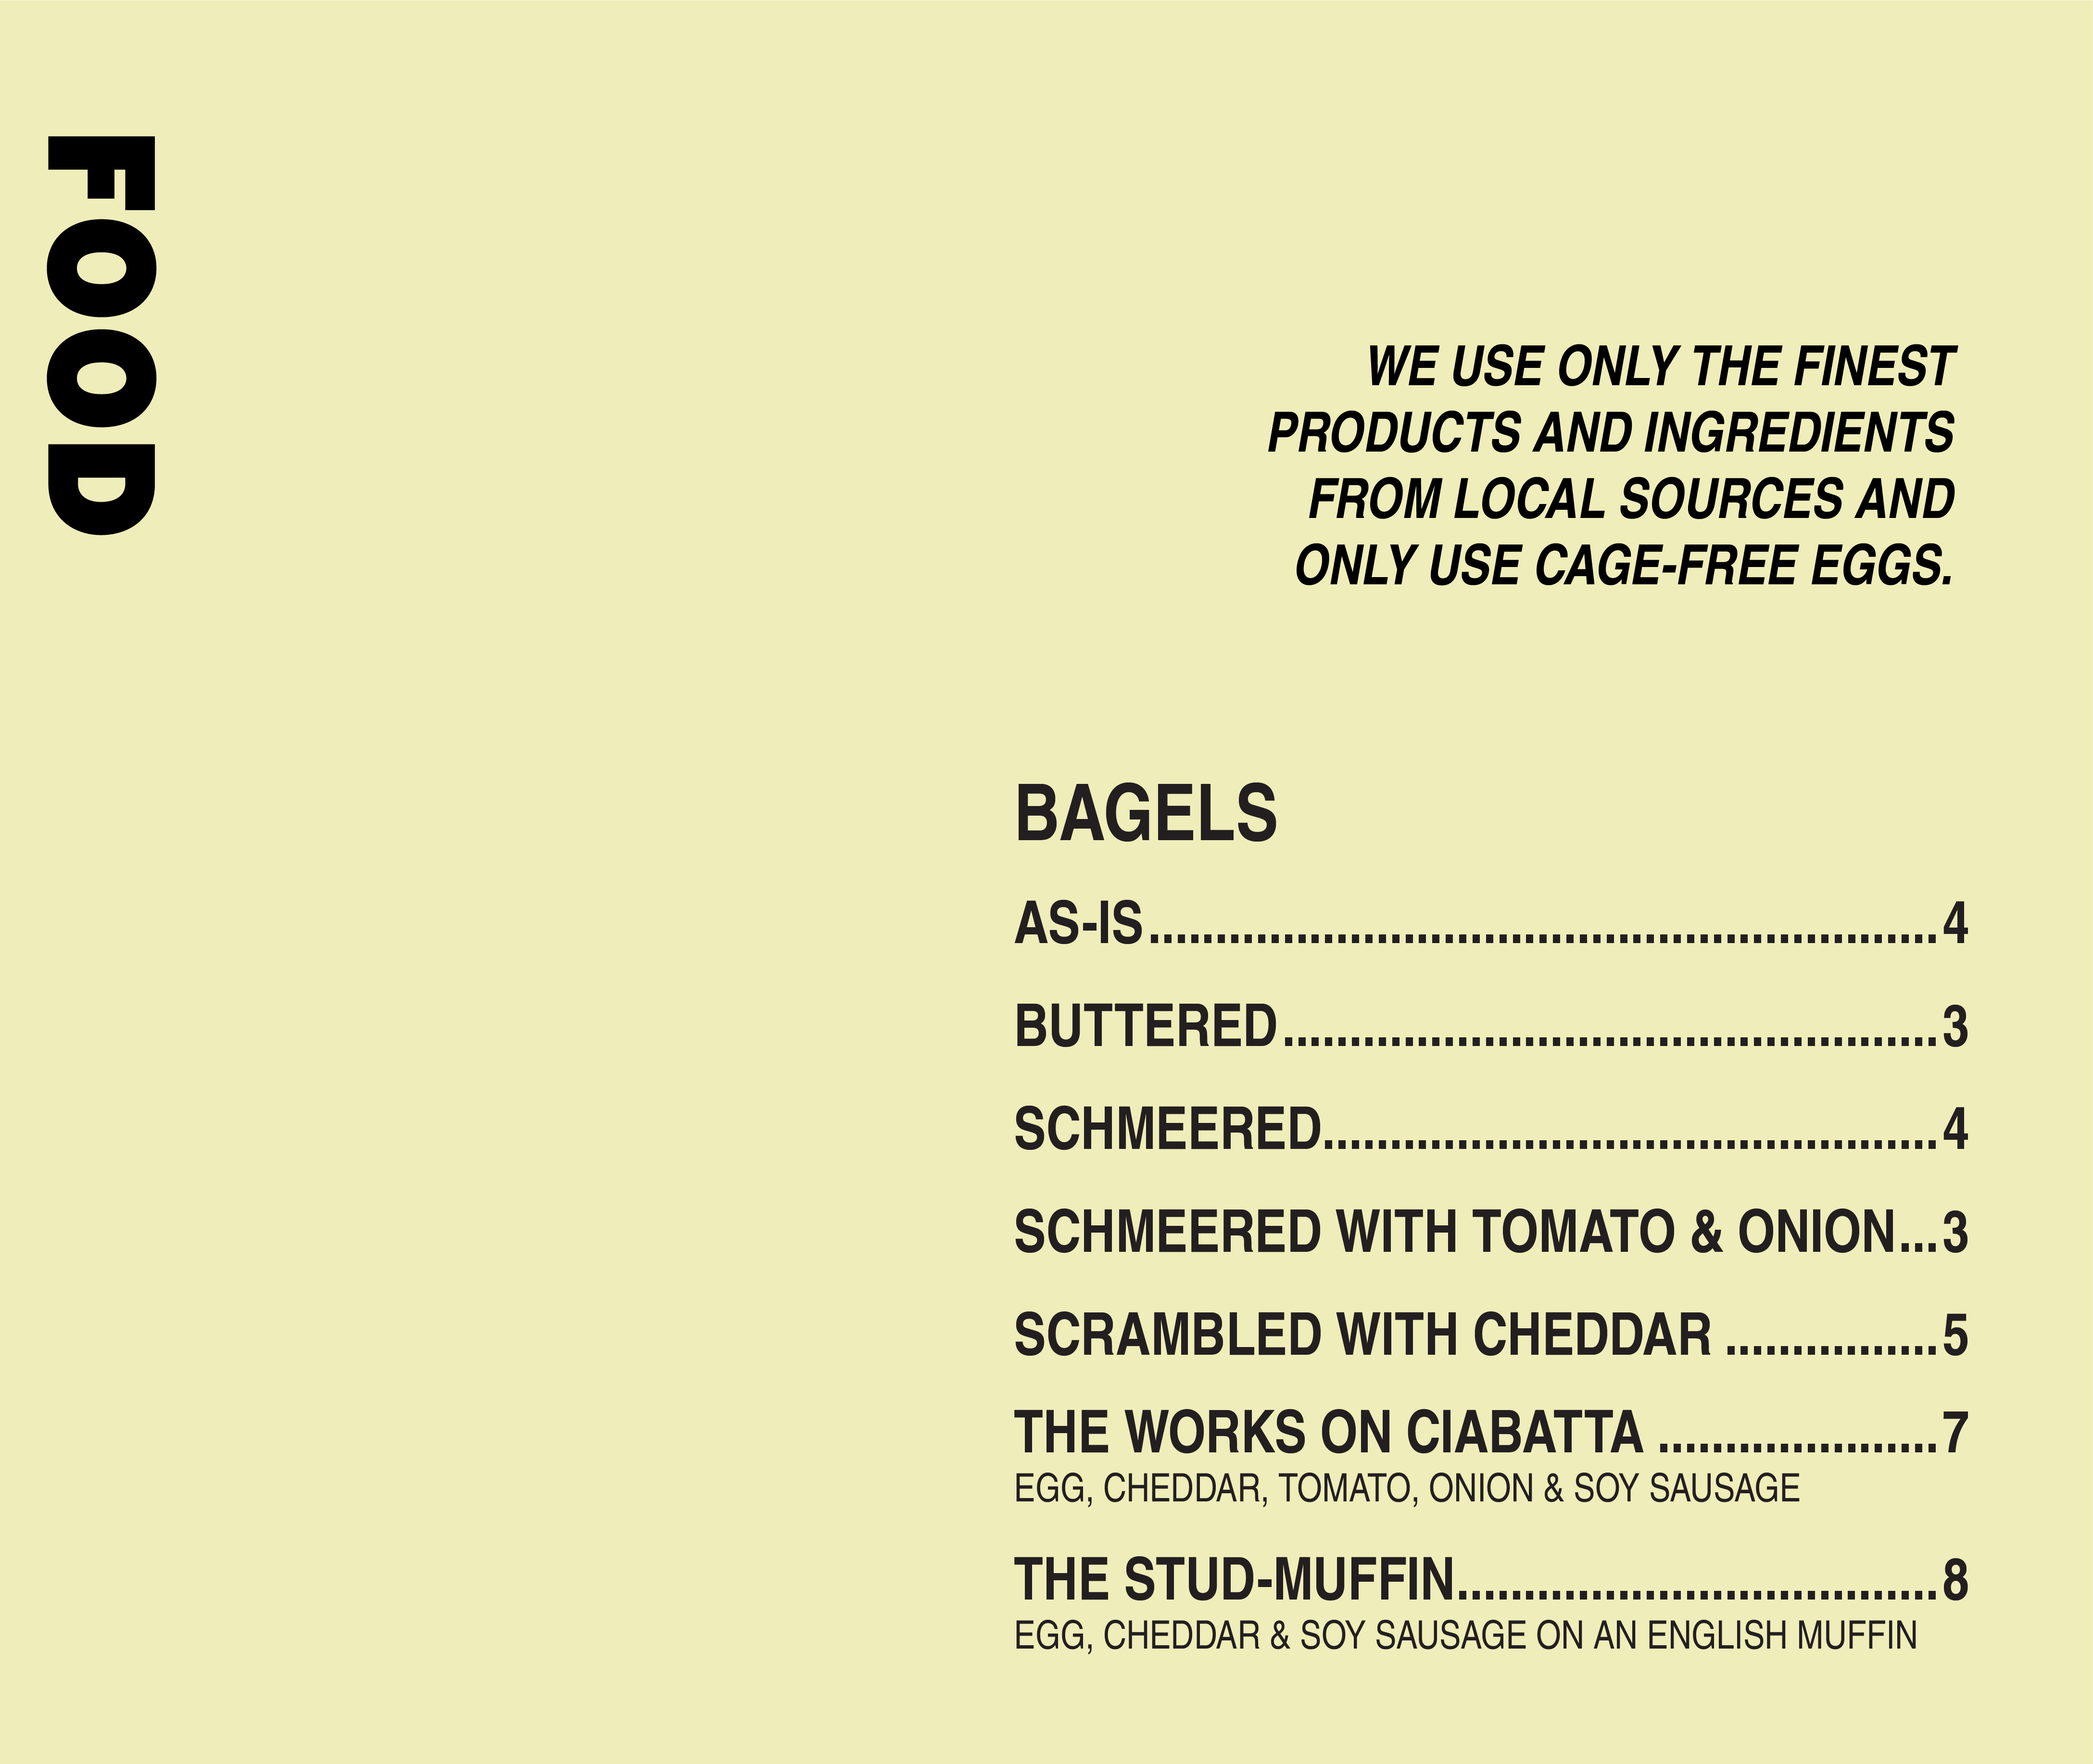 FOOD
WE USE ONLY THE FINEST
PRODUCTS AND INGREDIENTS
FROM LOCAL SOURCES AND
ONLY USE CAGE-FREE EGGS.
BAGELS
AS-IS...........................................................4
BUTTERED.................................................3
SCHMEERED..............................................4
SCHMEERED WITH TOMATO & ONION...3
SCRAMBLED WITH CHEDDAR ................5
THE WORKS ON CIABATTA .....................7
EGG, CHEDDAR, TOMATO, ONION & SOY SAUSAGE
THE STUD-MUFFIN....................................8
EGG, CHEDDAR & SOY SAUSAGE ON AN ENGLISH MUFFIN